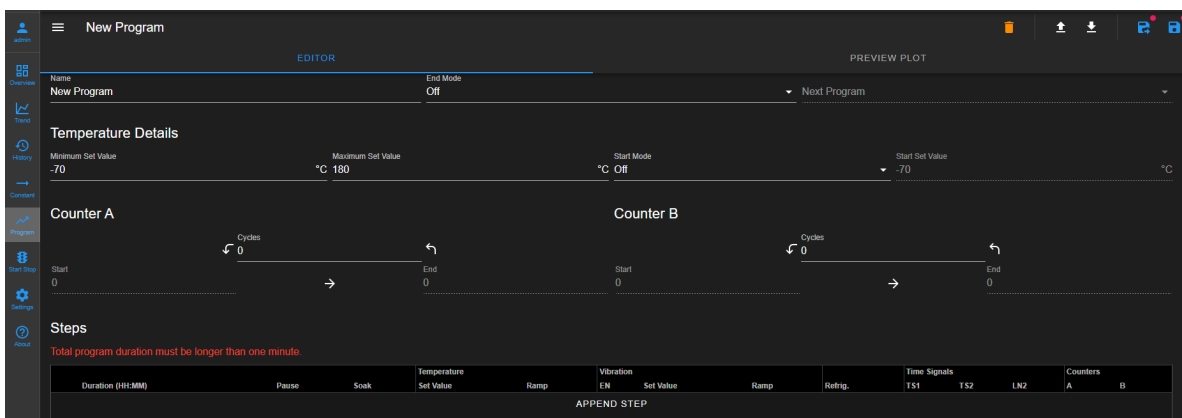 admin
New Program
Overview
EDITOR
PREVIEW PLOT
Name
New Program
End Mode
Off
Next Program
Trend
Temperature Details
History
Minimum Set Value
-70 °C
Maximum Set Value
180 °C
Start Mode
Off
Start Set Value
-70 °C
Constant
Counter A
Counter B
Program
Cycles
0
Cycles
0
Start Stop
Start
0
End
0
Start
0
End
0
Settings
Steps
About
Total program duration must be longer than one minute.
Temperature Vibration Time Signals Counters
Duration (HH:MM) Pause Soak Set Value Ramp EN Set Value Ramp Refrig. TS1 TS2 LN2 A B
APPEND STEP